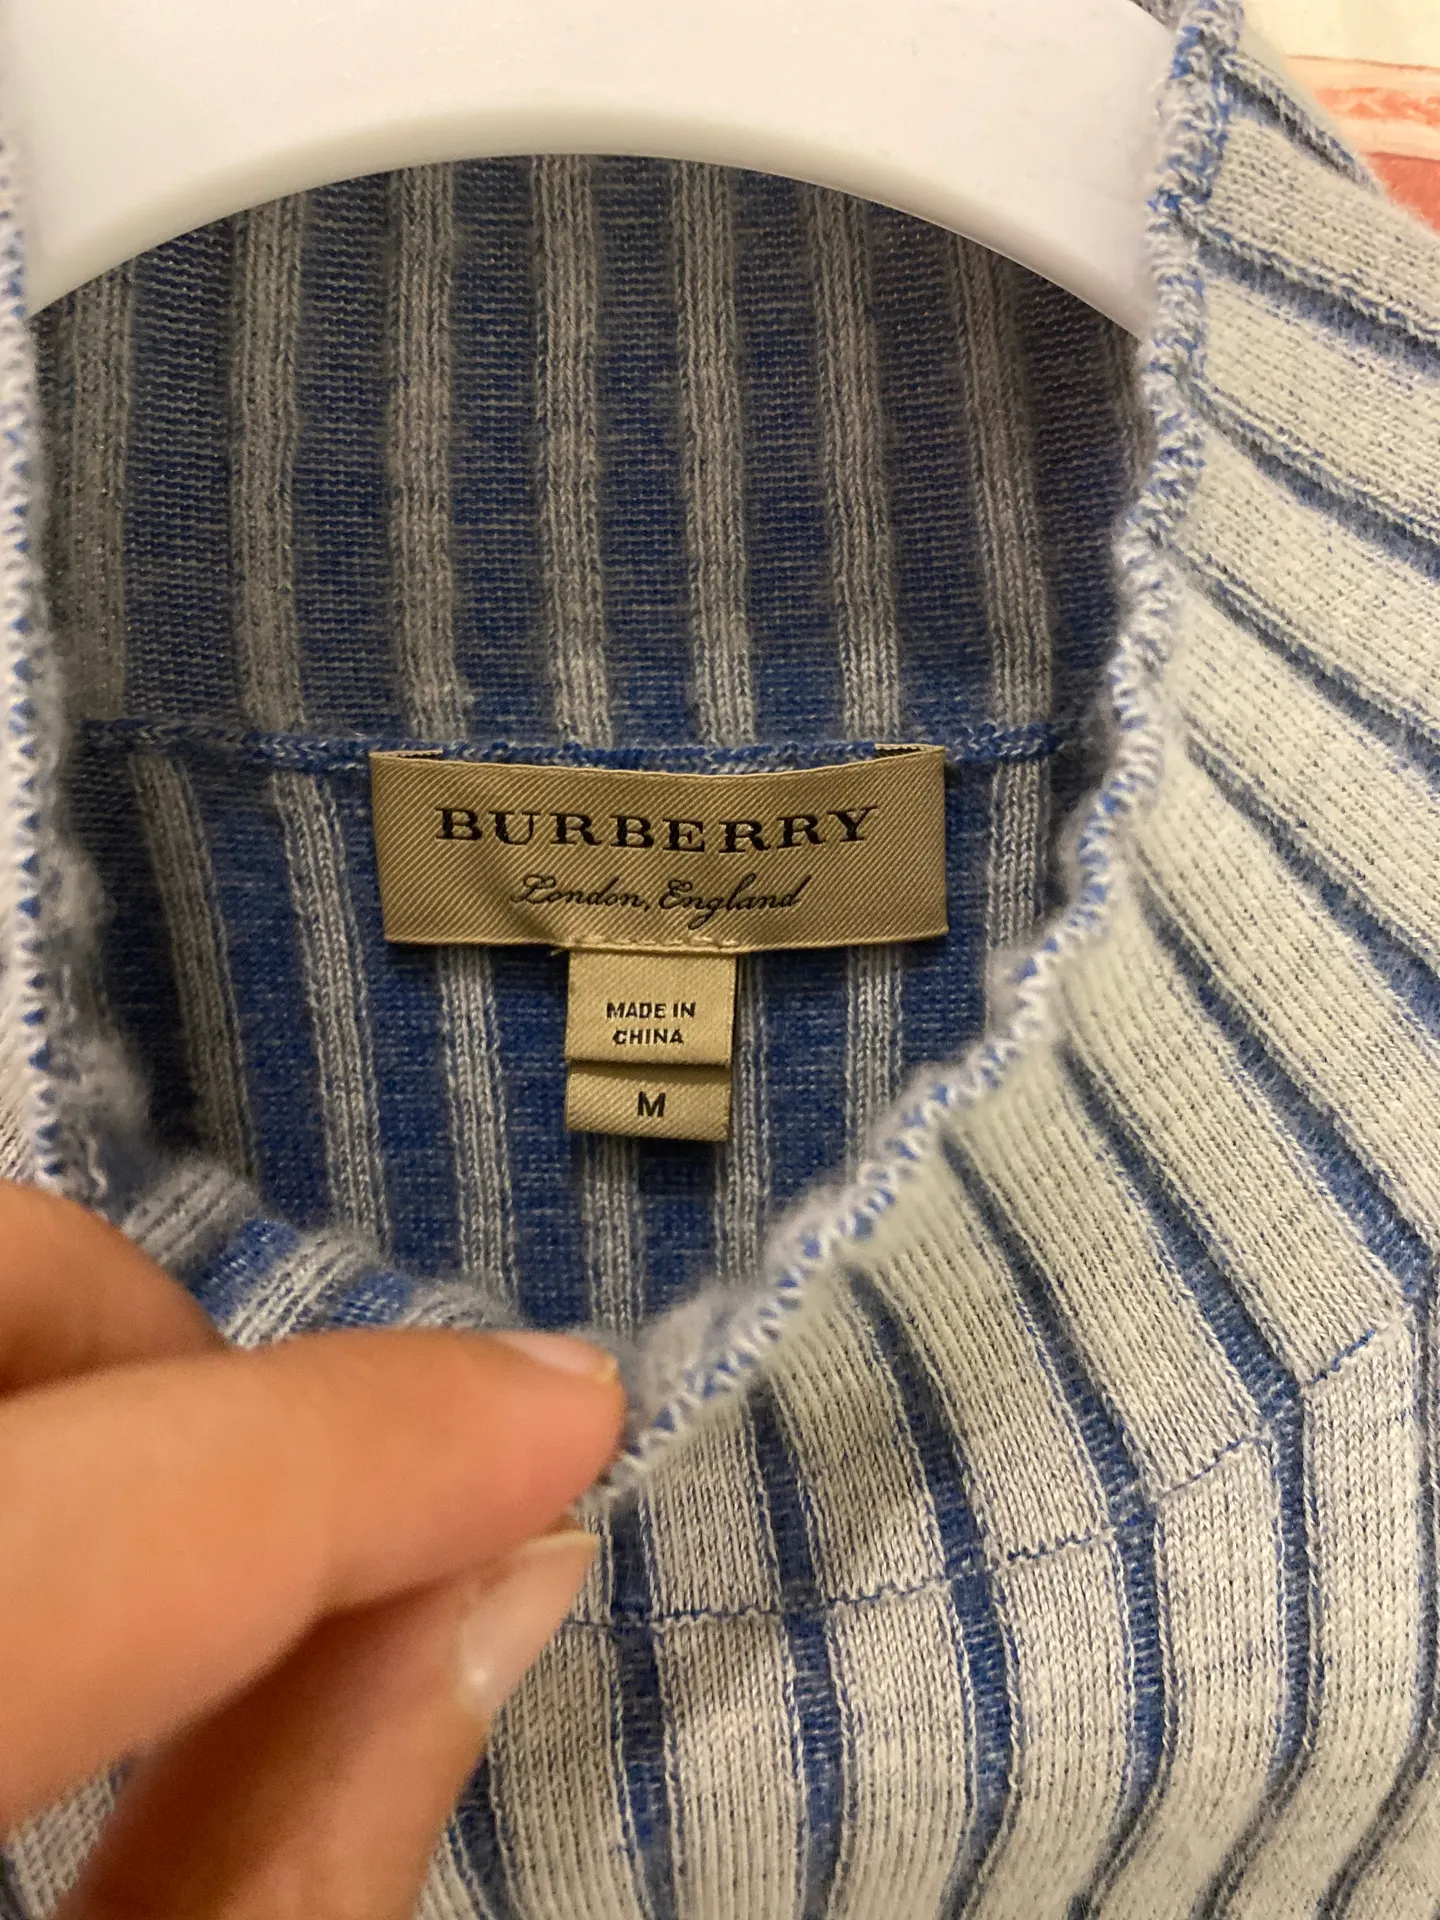 BURBERRY
London, England
MADE IN
CHINA
M